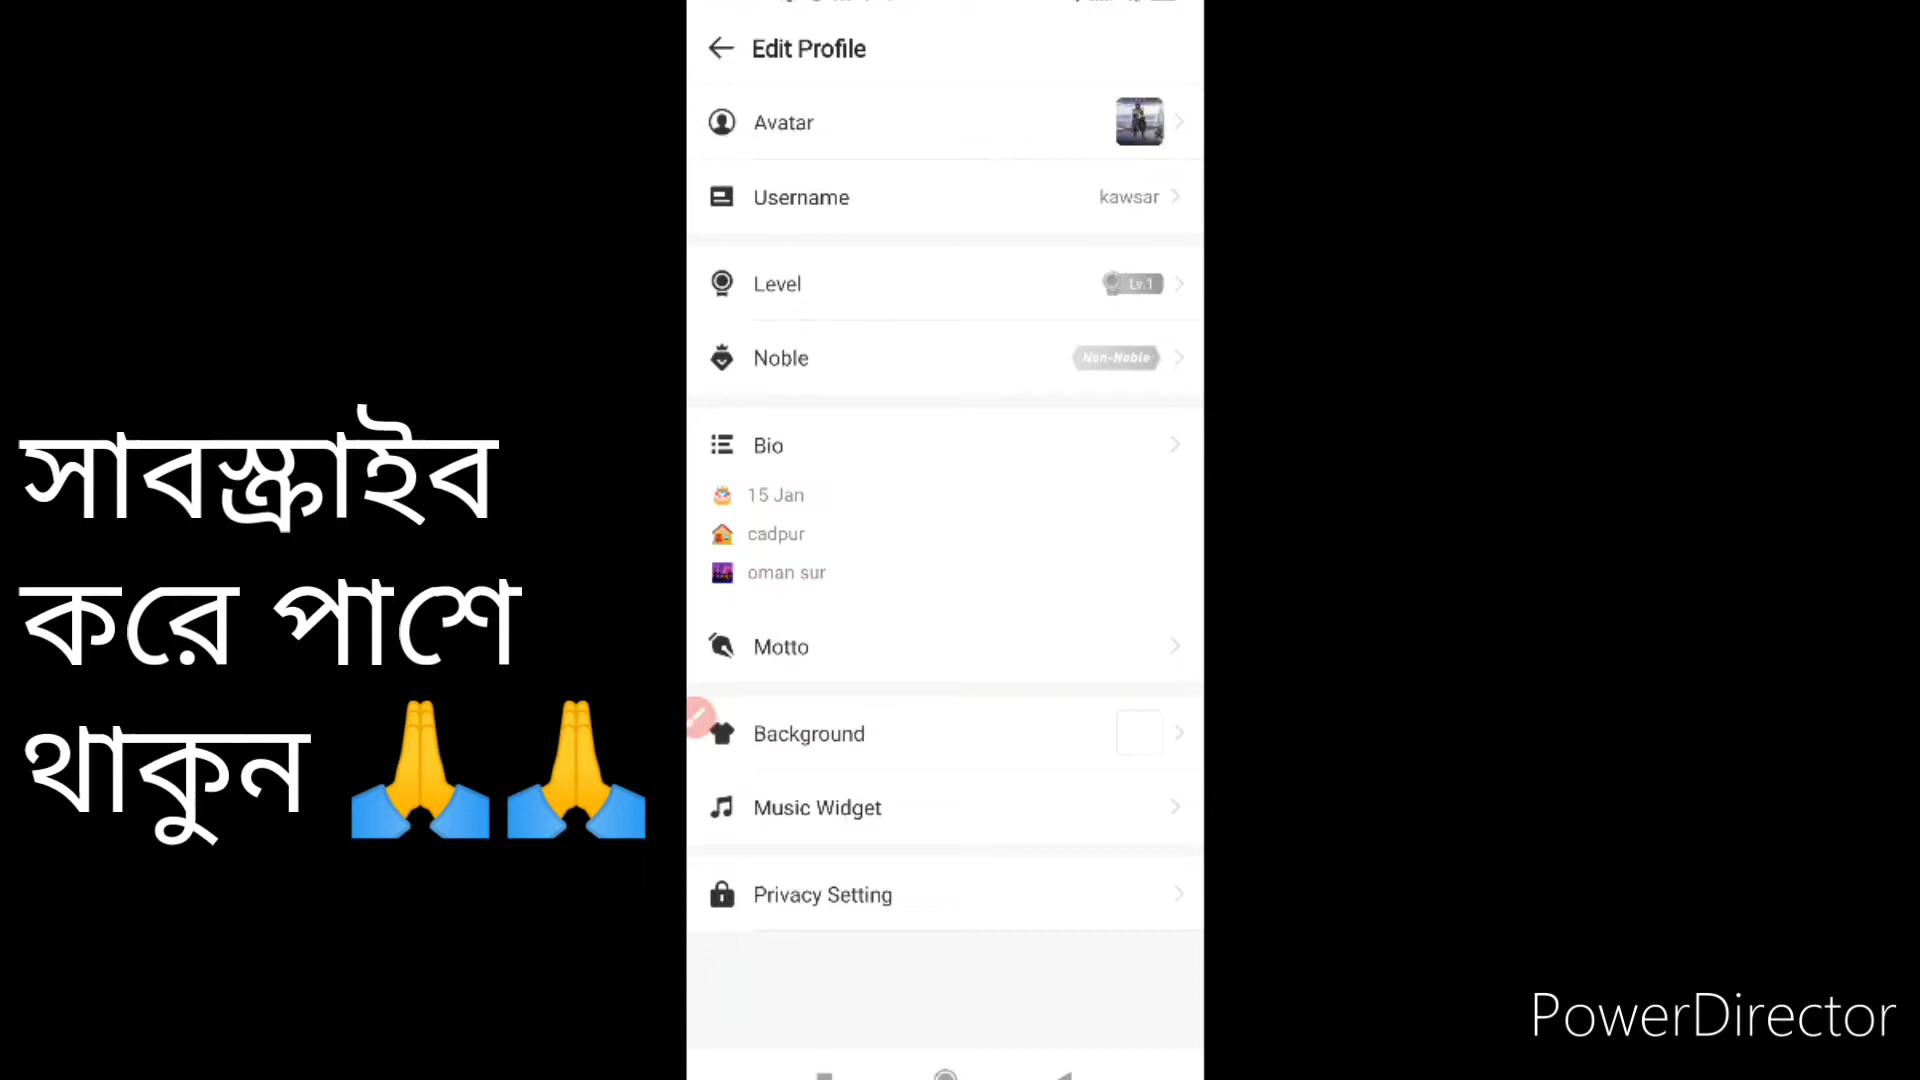 Edit Profile
Avatar
Username kawsar
Level Lv.1
Noble Non-Noble
Bio
15 Jan
cadpur
oman sur
Motto
Background
Music Widget
Privacy Setting
সাবস্ক্রাইব
করে পাশে
থাকুন 🙏🙏
PowerDirector